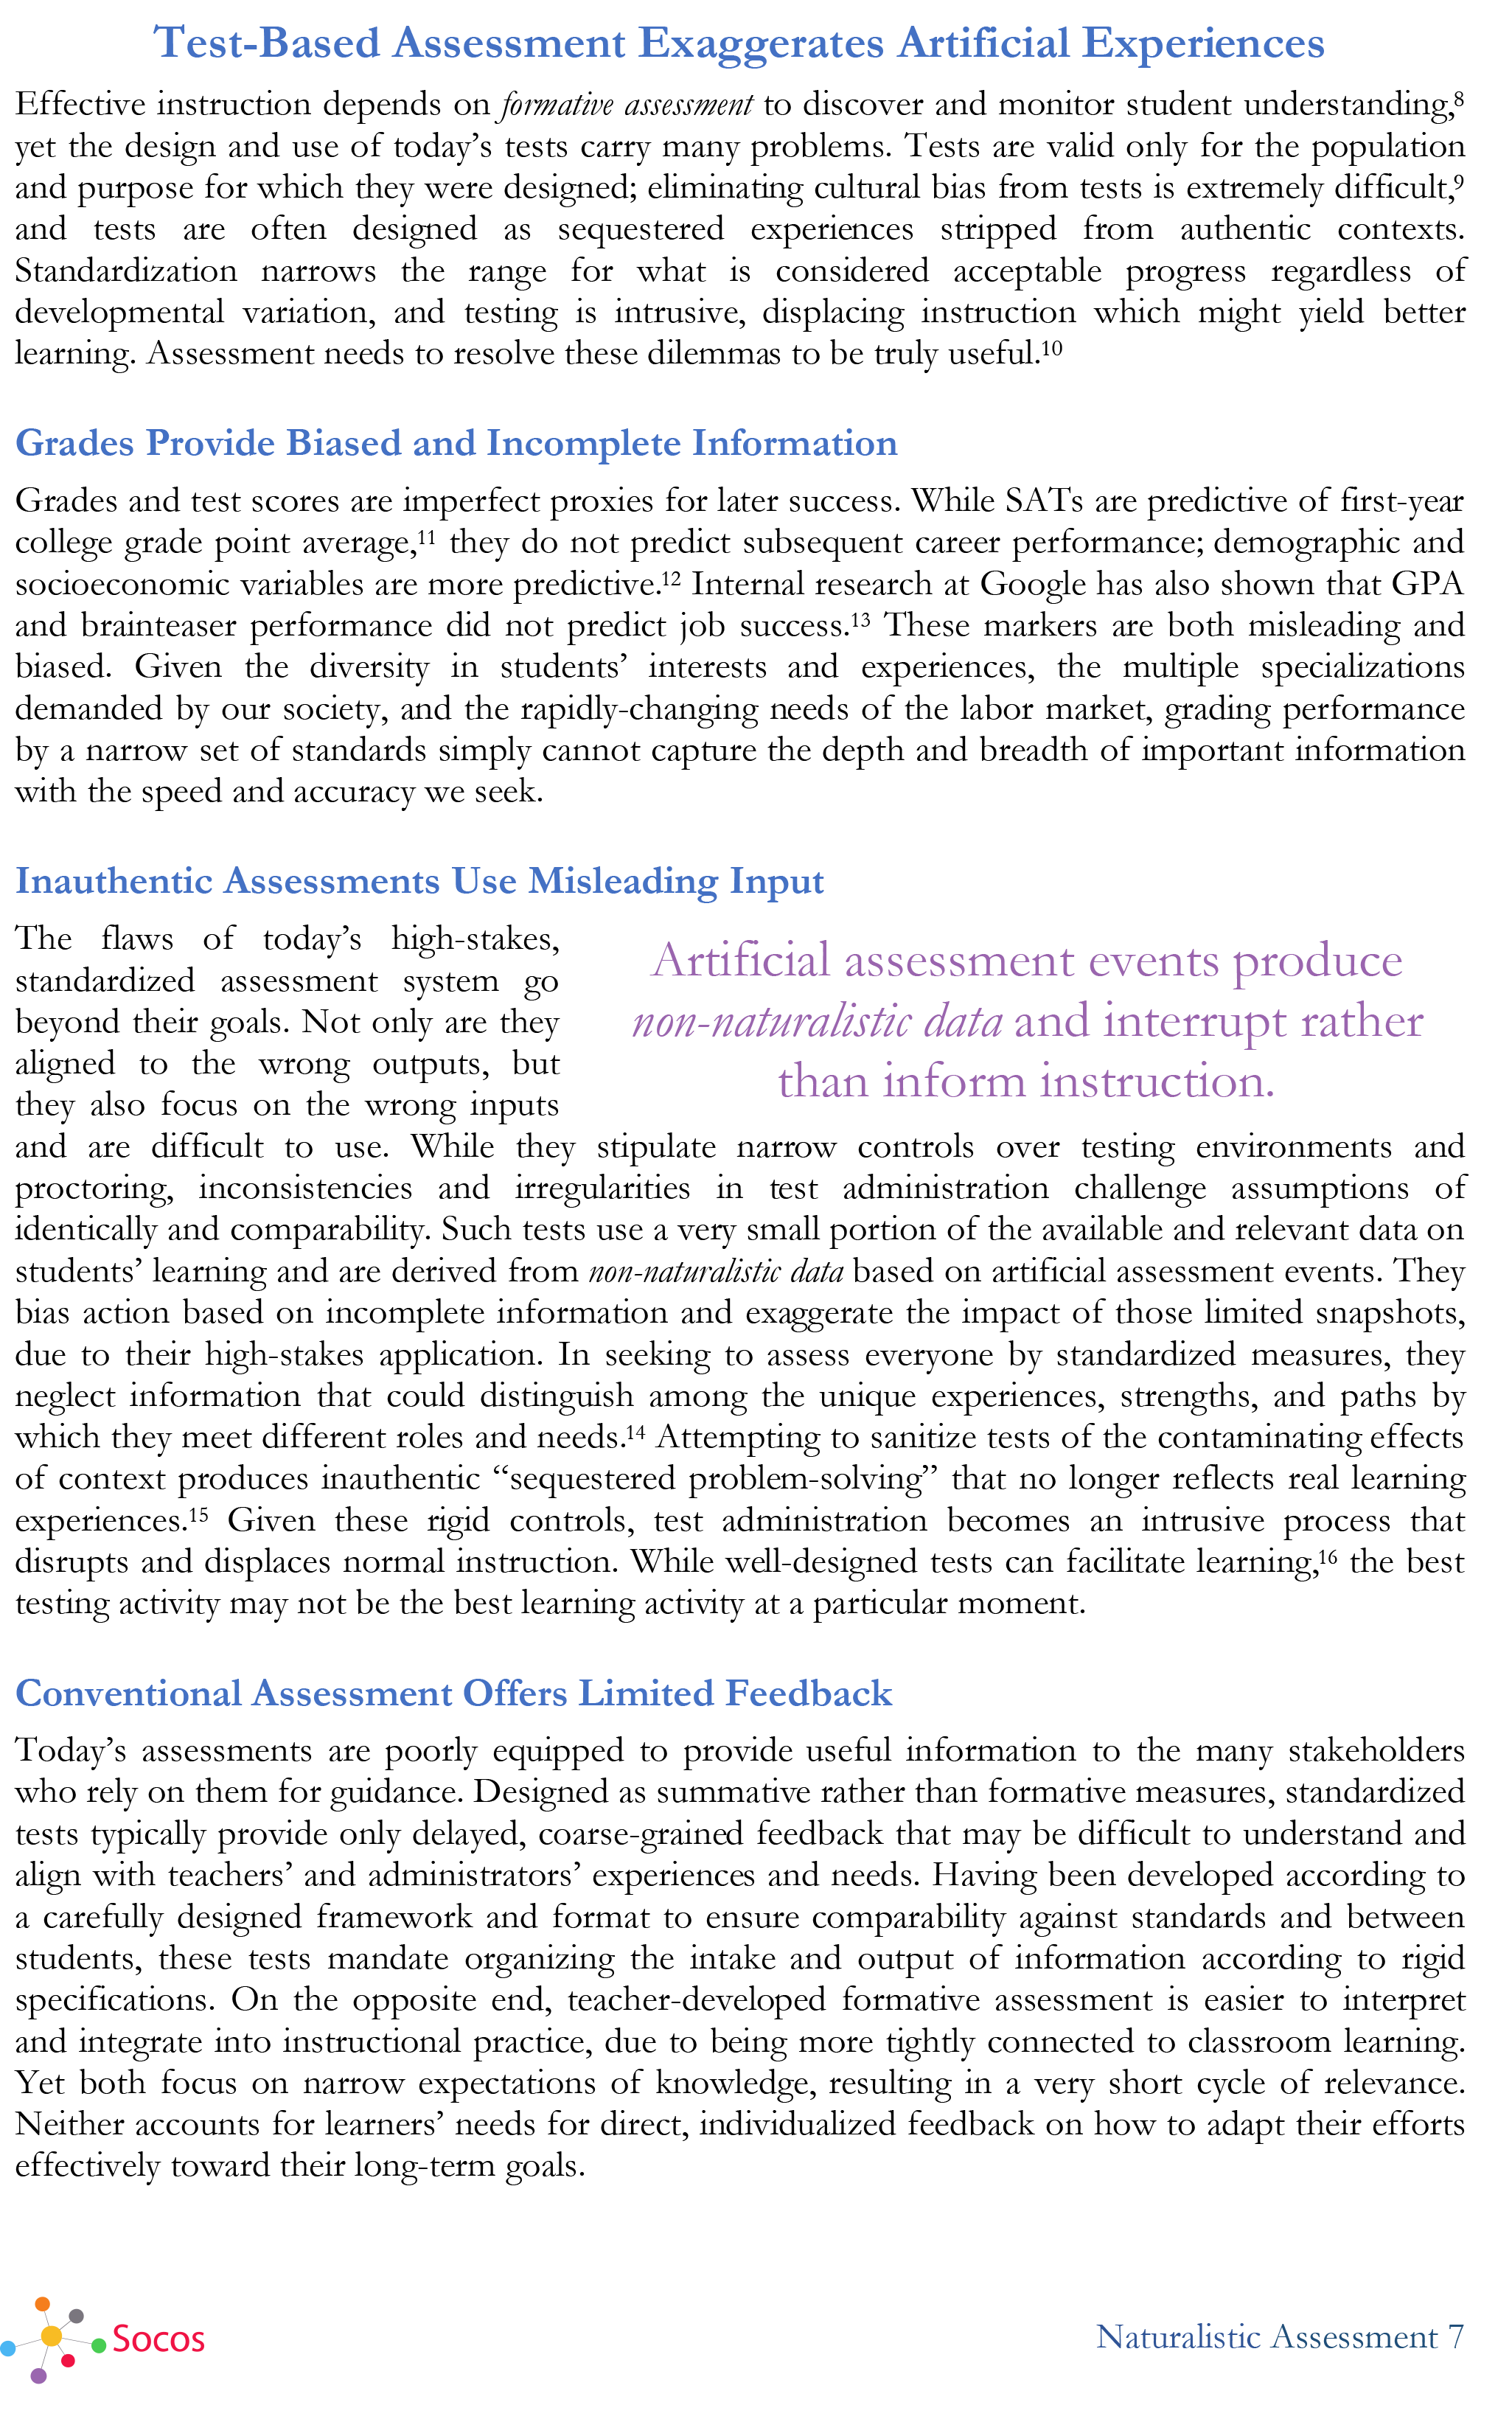 Test-Based Assessment Exaggerates Artificial Experiences
Effective instruction depends on formative assessment to discover and monitor student understanding,⁸
yet the design and use of today’s tests carry many problems. Tests are valid only for the population
and purpose for which they were designed; eliminating cultural bias from tests is extremely difficult,⁹
and tests are often designed as sequestered experiences stripped from authentic contexts.
Standardization narrows the range for what is considered acceptable progress regardless of
developmental variation, and testing is intrusive, displacing instruction which might yield better
learning. Assessment needs to resolve these dilemmas to be truly useful.¹⁰
Grades Provide Biased and Incomplete Information
Grades and test scores are imperfect proxies for later success. While SATs are predictive of first-year
college grade point average,¹¹ they do not predict subsequent career performance; demographic and
socioeconomic variables are more predictive.¹² Internal research at Google has also shown that GPA
and brainteaser performance did not predict job success.¹³ These markers are both misleading and
biased. Given the diversity in students’ interests and experiences, the multiple specializations
demanded by our society, and the rapidly-changing needs of the labor market, grading performance
by a narrow set of standards simply cannot capture the depth and breadth of important information
with the speed and accuracy we seek.
Inauthentic Assessments Use Misleading Input
The flaws of today’s high-stakes,
standardized assessment system go
beyond their goals. Not only are they
aligned to the wrong outputs, but
they also focus on the wrong inputs
Artificial assessment events produce
non-naturalistic data and interrupt rather
than inform instruction.
and are difficult to use. While they stipulate narrow controls over testing environments and
proctoring, inconsistencies and irregularities in test administration challenge assumptions of
identically and comparability. Such tests use a very small portion of the available and relevant data on
students’ learning and are derived from non-naturalistic data based on artificial assessment events. They
bias action based on incomplete information and exaggerate the impact of those limited snapshots,
due to their high-stakes application. In seeking to assess everyone by standardized measures, they
neglect information that could distinguish among the unique experiences, strengths, and paths by
which they meet different roles and needs.¹⁴ Attempting to sanitize tests of the contaminating effects
of context produces inauthentic “sequestered problem-solving” that no longer reflects real learning
experiences.¹⁵ Given these rigid controls, test administration becomes an intrusive process that
disrupts and displaces normal instruction. While well-designed tests can facilitate learning,¹⁶ the best
testing activity may not be the best learning activity at a particular moment.
Conventional Assessment Offers Limited Feedback
Today’s assessments are poorly equipped to provide useful information to the many stakeholders
who rely on them for guidance. Designed as summative rather than formative measures, standardized
tests typically provide only delayed, coarse-grained feedback that may be difficult to understand and
align with teachers’ and administrators’ experiences and needs. Having been developed according to
a carefully designed framework and format to ensure comparability against standards and between
students, these tests mandate organizing the intake and output of information according to rigid
specifications. On the opposite end, teacher-developed formative assessment is easier to interpret
and integrate into instructional practice, due to being more tightly connected to classroom learning.
Yet both focus on narrow expectations of knowledge, resulting in a very short cycle of relevance.
Neither accounts for learners’ needs for direct, individualized feedback on how to adapt their efforts
effectively toward their long-term goals.
Socos
Naturalistic Assessment 7